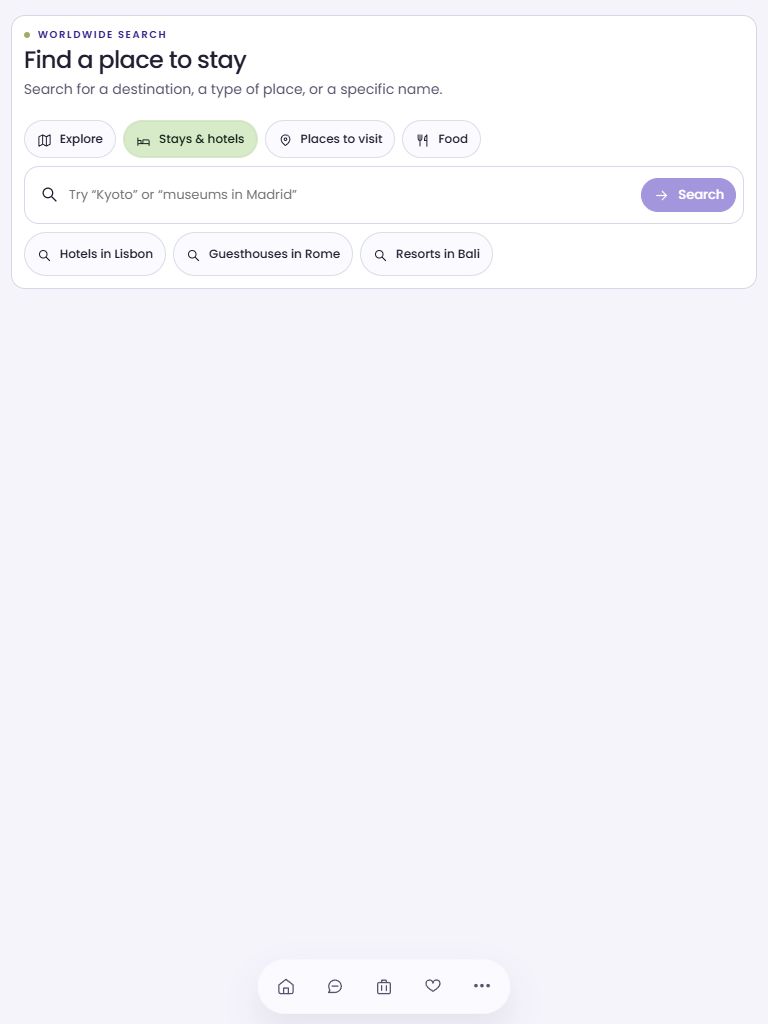 WORLDWIDE SEARCH
Find a place to stay
Search for a destination, a type of place, or a specific name.
Explore Stays & hotels Places to visit Food
Try “Kyoto” or “museums in Madrid” Search
Hotels in Lisbon Guesthouses in Rome Resorts in Bali